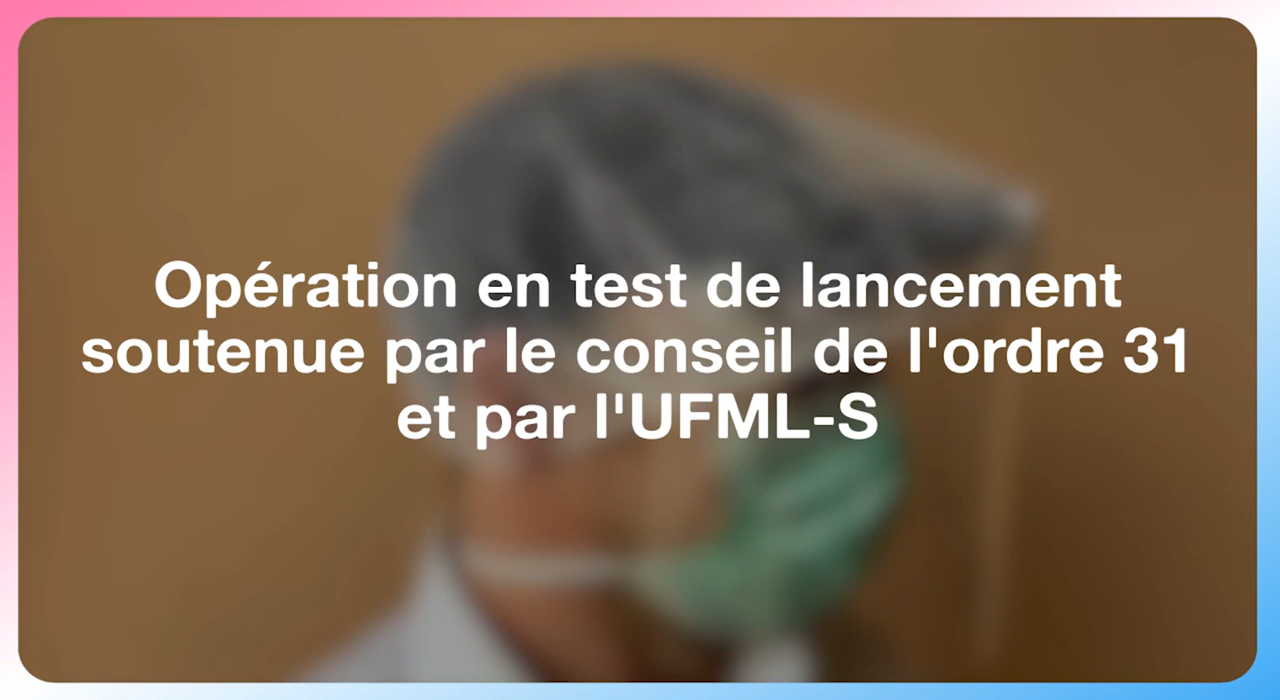 Opération en test de lancement
soutenue par le conseil de l'ordre 31
et par l'UFML-S